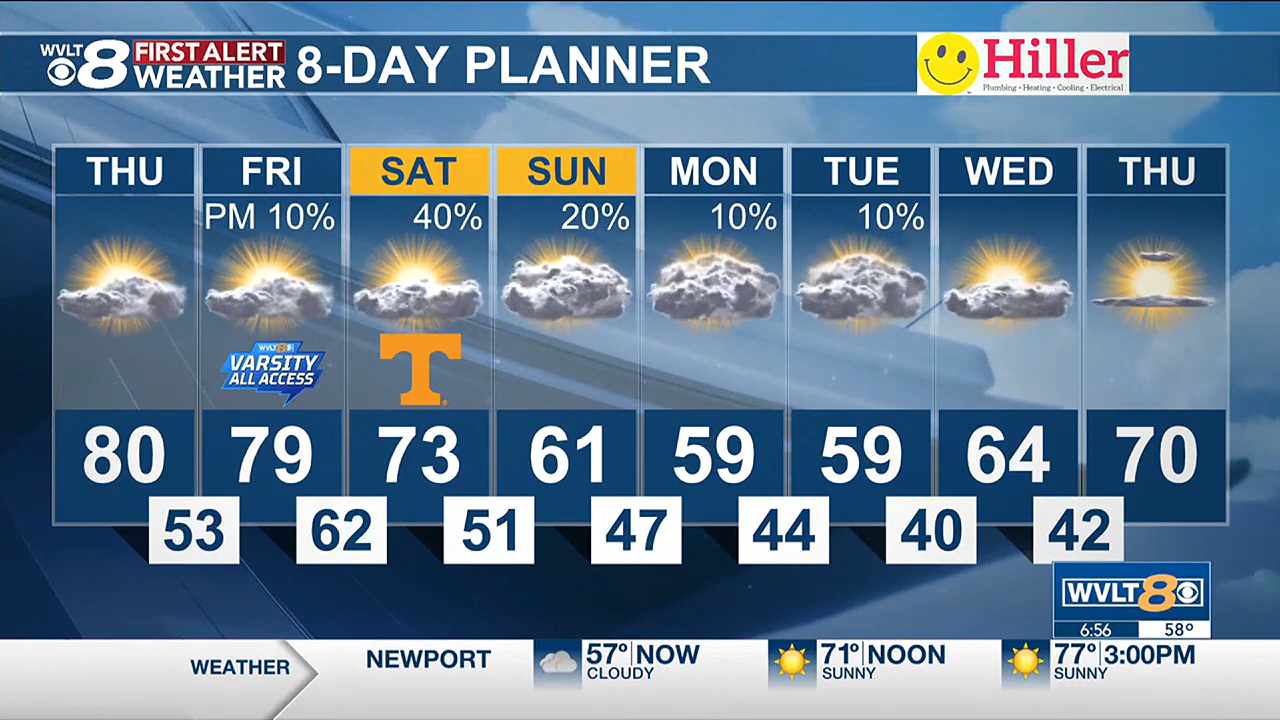 WVLT 8 FIRST ALERT WEATHER
8-DAY PLANNER
Hiller
Plumbing • Heating • Cooling • Electrical
THU FRI SAT SUN MON TUE WED THU
PM 10% 40% 20% 10% 10%
WVLT 8
VARSITY
ALL ACCESS
T
80 79 73 61 59 59 64 70
53 62 51 47 44 40 42
WVLT 8
6:56 58°
WEATHER
NEWPORT
57° NOW
CLOUDY
71° NOON
SUNNY
77° 3:00PM
SUNNY